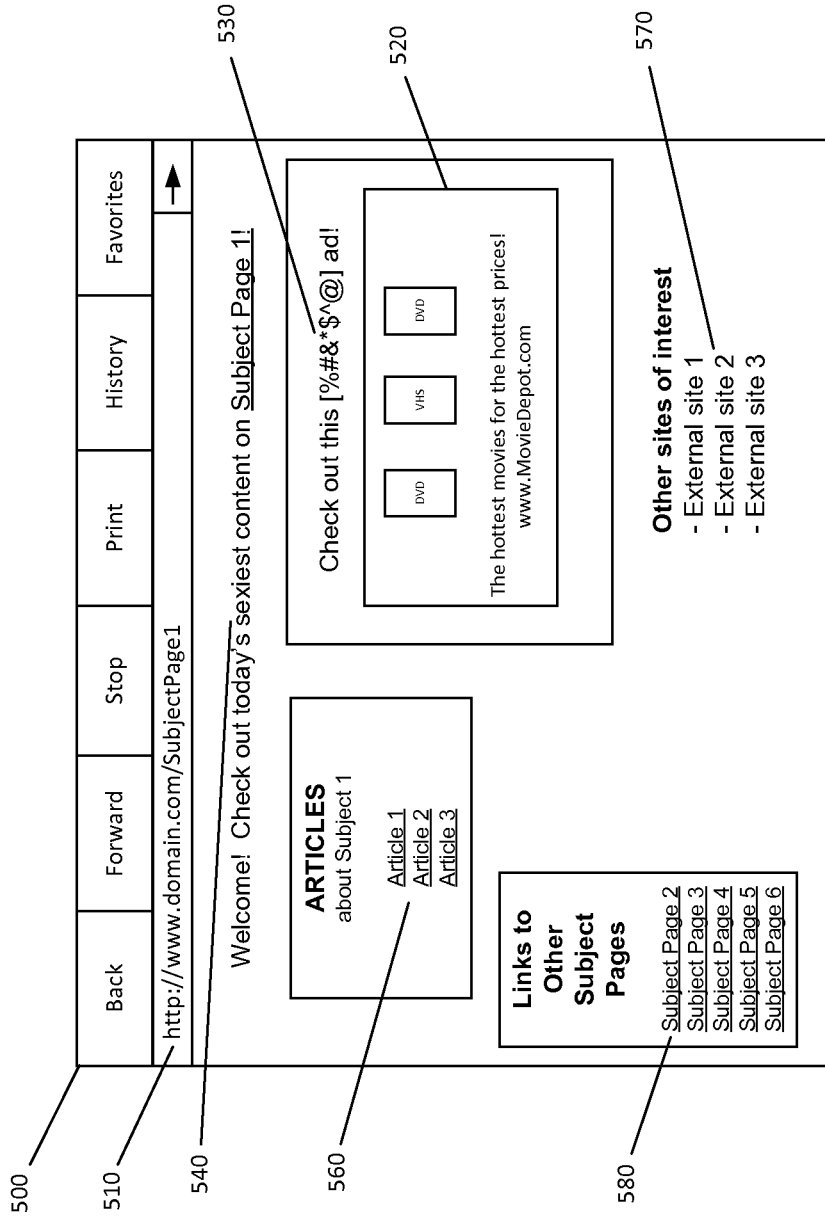 Back Forward Stop Print History Favorites
http://www.domain.com/SubjectPage1
Welcome! Check out today's sexiest content on Subject Page 1!
ARTICLES
about Subject 1
Article 1
Article 2
Article 3
Check out this [%#&*$^@] ad!
DVD VHS DVD
The hottest movies for the hottest prices!
www.MovieDepot.com
Links to
Other
Subject
Pages
Subject Page 2
Subject Page 3
Subject Page 4
Subject Page 5
Subject Page 6
Other sites of interest
- External site 1
- External site 2
- External site 3
500
510
540
560
580
530
520
570